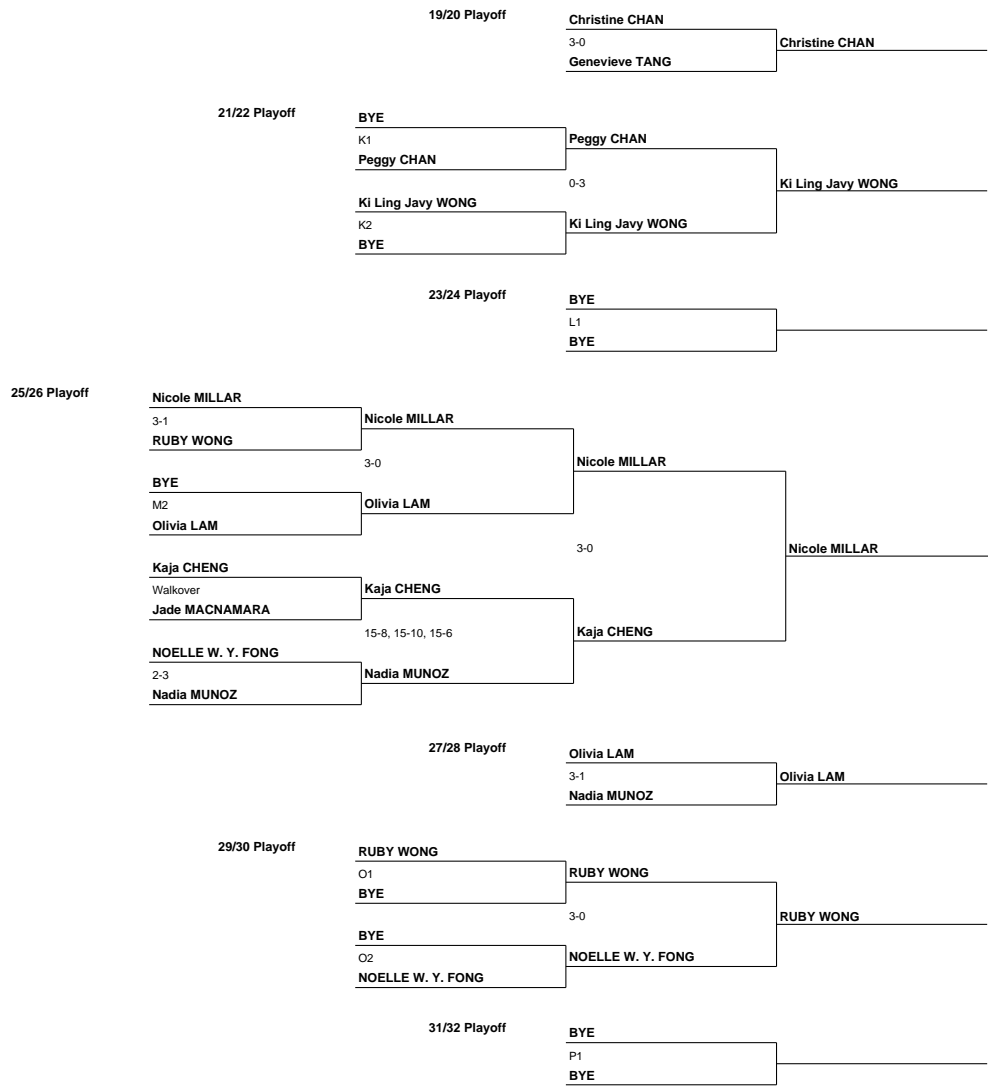 19/20 Playoff
Christine CHAN
3-0
Christine CHAN
Genevieve TANG
21/22 Playoff
BYE
K1
Peggy CHAN
Peggy CHAN
0-3
Ki Ling Javy WONG
Ki Ling Javy WONG
K2
Ki Ling Javy WONG
BYE
23/24 Playoff
BYE
L1
BYE
25/26 Playoff
Nicole MILLAR
3-1
Nicole MILLAR
RUBY WONG
3-0
Nicole MILLAR
BYE
M2
Olivia LAM
Olivia LAM
3-0
Nicole MILLAR
Kaja CHENG
Walkover
Kaja CHENG
Jade MACNAMARA
15-8, 15-10, 15-6
Kaja CHENG
NOELLE W. Y. FONG
2-3
Nadia MUNOZ
Nadia MUNOZ
27/28 Playoff
Olivia LAM
3-1
Olivia LAM
Nadia MUNOZ
29/30 Playoff
RUBY WONG
O1
RUBY WONG
BYE
3-0
RUBY WONG
BYE
O2
NOELLE W. Y. FONG
NOELLE W. Y. FONG
31/32 Playoff
BYE
P1
BYE